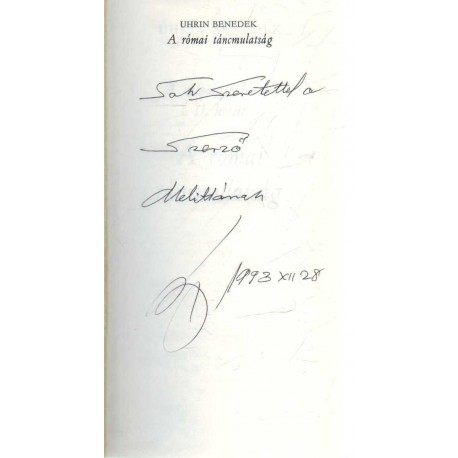 UHRIN BENEDEK
A római táncmulatság
Sok Szeretettel a
Szerző
Melittának
1993 XII 28